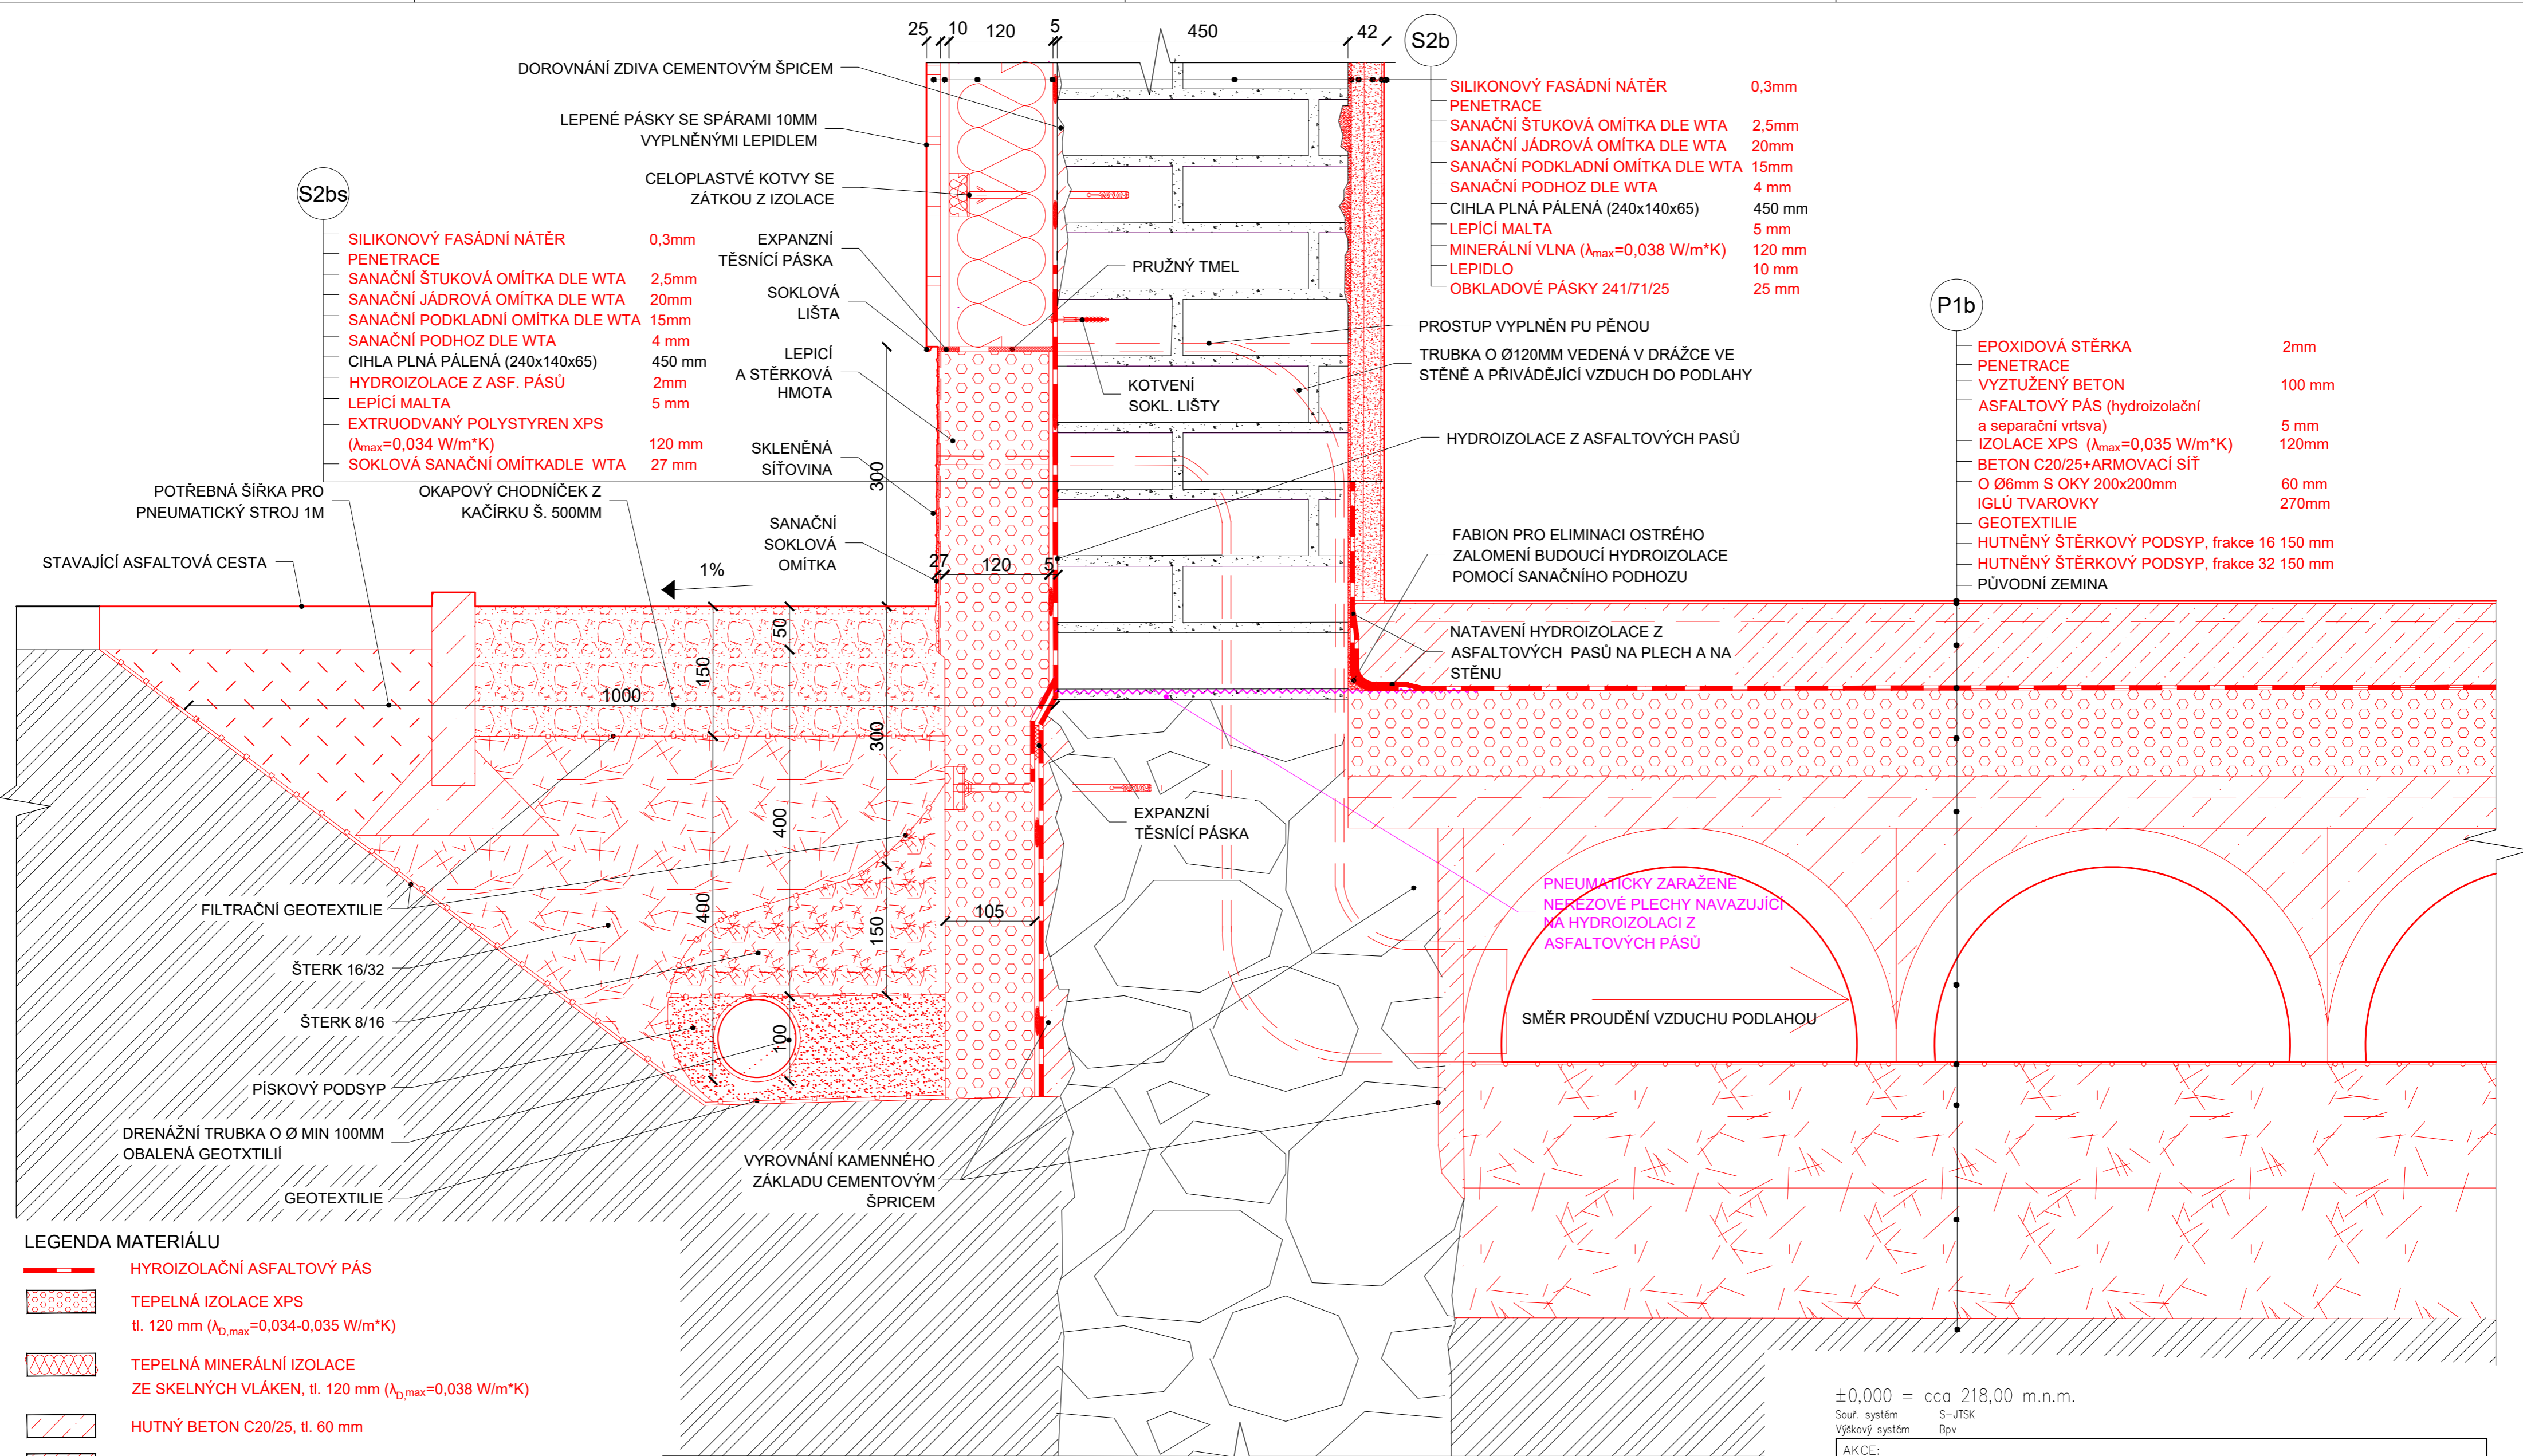 25 10 120 5 450 42
S2b
DOROVNÁNÍ ZDIVA CEMENTOVÝM ŠPICEM
LEPENÉ PÁSKY SE SPÁRAMI 10MM
VYPLNĚNÝMI LEPIDLEM
CELOPLASTVÉ KOTVY SE
ZÁTKOU Z IZOLACE
EXPANZNÍ
TĚSNÍCÍ PÁSKA
SOKLOVÁ
LIŠTA
LEPICÍ
A STĚRKOVÁ
HMOTA
SKLENĚNÁ
SÍŤOVINA
SANAČNÍ
SOKLOVÁ
OMÍTKA
SILIKONOVÝ FASÁDNÍ NÁTĚR 0,3mm
PENETRACE
SANAČNÍ ŠTUKOVÁ OMÍTKA DLE WTA 2,5mm
SANAČNÍ JÁDROVÁ OMÍTKA DLE WTA 20mm
SANAČNÍ PODKLADNÍ OMÍTKA DLE WTA 15mm
SANAČNÍ PODHOZ DLE WTA 4 mm
CIHLA PLNÁ PÁLENÁ (240x140x65) 450 mm
LEPÍCÍ MALTA 5 mm
MINERÁLNÍ VLNA (λmax=0,038 W/m*K) 120 mm
LEPIDLO 10 mm
OBKLADOVÉ PÁSKY 241/71/25 25 mm
S2bs
SILIKONOVÝ FASÁDNÍ NÁTĚR 0,3mm
PENETRACE
SANAČNÍ ŠTUKOVÁ OMÍTKA DLE WTA 2,5mm
SANAČNÍ JÁDROVÁ OMÍTKA DLE WTA 20mm
SANAČNÍ PODKLADNÍ OMÍTKA DLE WTA 15mm
SANAČNÍ PODHOZ DLE WTA 4 mm
CIHLA PLNÁ PÁLENÁ (240x140x65) 450 mm
HYDROIZOLACE Z ASF. PÁSŮ 2mm
LEPÍCÍ MALTA 5 mm
EXTRUODVANÝ POLYSTYREN XPS
(λmax=0,034 W/m*K) 120 mm
SOKLOVÁ SANAČNÍ OMÍTKADLE WTA 27 mm
PRUŽNÝ TMEL
KOTVENÍ
SOKL. LIŠTY
PROSTUP VYPLNĚN PU PĚNOU
TRUBKA O Ø120MM VEDENÁ V DRÁŽCE VE
STĚNĚ A PŘIVÁDĚJÍCÍ VZDUCH DO PODLAHY
HYDROIZOLACE Z ASFALTOVÝCH PASŮ
FABION PRO ELIMINACI OSTRÉHO
ZALOMENÍ BUDOUCÍ HYDROIZOLACE
POMOCÍ SANAČNÍHO PODHOZU
NATAVENÍ HYDROIZOLACE Z
ASFALTOVÝCH PASŮ NA PLECH A NA
STĚNU
P1b
EPOXIDOVÁ STĚRKA 2mm
PENETRACE
VYZTUŽENÝ BETON 100 mm
ASFALTOVÝ PÁS (hydroizolační
a separační vrtsva) 5 mm
IZOLACE XPS (λmax=0,035 W/m*K) 120mm
BETON C20/25+ARMOVACÍ SÍŤ
O Ø6mm S OKY 200x200mm 60 mm
IGLÚ TVAROVKY 270mm
GEOTEXTILIE
HUTNĚNÝ ŠTĚRKOVÝ PODSYP, frakce 16 150 mm
HUTNĚNÝ ŠTĚRKOVÝ PODSYP, frakce 32 150 mm
PŮVODNÍ ZEMINA
POTŘEBNÁ ŠÍŘKA PRO
PNEUMATICKÝ STROJ 1M
OKAPOVÝ CHODNÍČEK Z
KAČÍRKU Š. 500MM
STAVAJÍCÍ ASFALTOVÁ CESTA
1%
300
27 120 5
50
150
1000
300
400
400
150
105
100
EXPANZNÍ
TĚSNÍCÍ PÁSKA
PNEUMATICKY ZARAŽENÉ
NEREZOVÉ PLECHY NAVAZUJÍCÍ
NA HYDROIZOLACI Z
ASFALTOVÝCH PÁSŮ
SMĚR PROUDĚNÍ VZDUCHU PODLAHOU
FILTRAČNÍ GEOTEXTILIE
ŠTERK 16/32
ŠTERK 8/16
PÍSKOVÝ PODSYP
DRENÁŽNÍ TRUBKA O Ø MIN 100MM
OBALENÁ GEOTXTILIÍ
GEOTEXTILIE
VYROVNÁNÍ KAMENNÉHO
ZÁKLADU CEMENTOVÝM
ŠPRICEM
LEGENDA MATERIÁLU
HYROIZOLAČNÍ ASFALTOVÝ PÁS
TEPELNÁ IZOLACE XPS
tl. 120 mm (λD,max=0,034-0,035 W/m*K)
TEPELNÁ MINERÁLNÍ IZOLACE
ZE SKELNÝCH VLÁKEN, tl. 120 mm (λD,max=0,038 W/m*K)
HUTNÝ BETON C20/25, tl. 60 mm
±0,000 = cca 218,00 m.n.m.
Souř. systém S-JTSK
Výškový systém Bpv
AKCE: